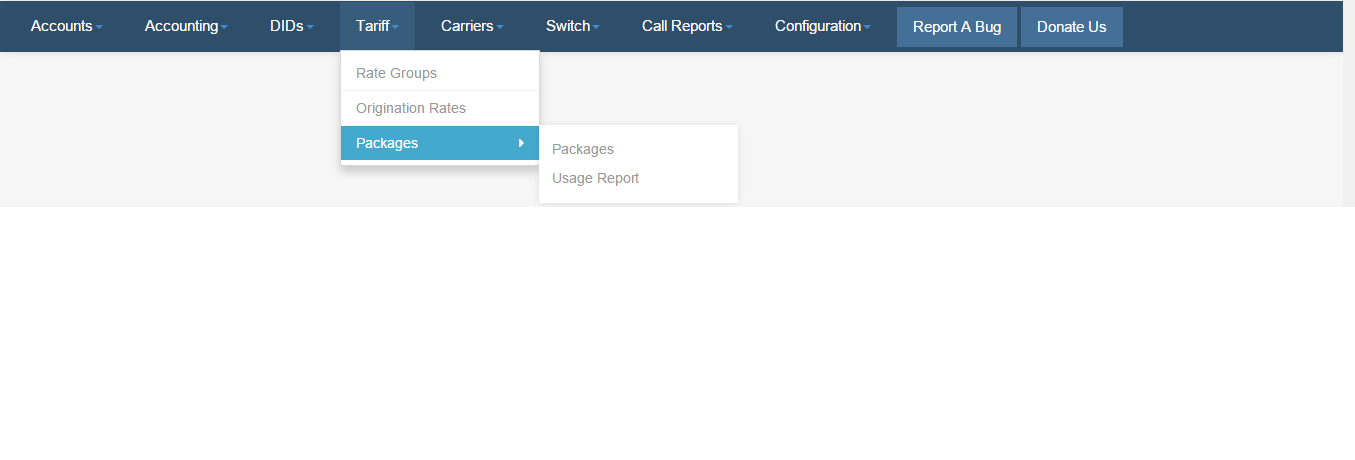 Accounts Accounting DIDs Tariff Carriers Switch Call Reports Configuration Report A Bug Donate Us
Rate Groups
Origination Rates
Packages
Packages
Usage Report